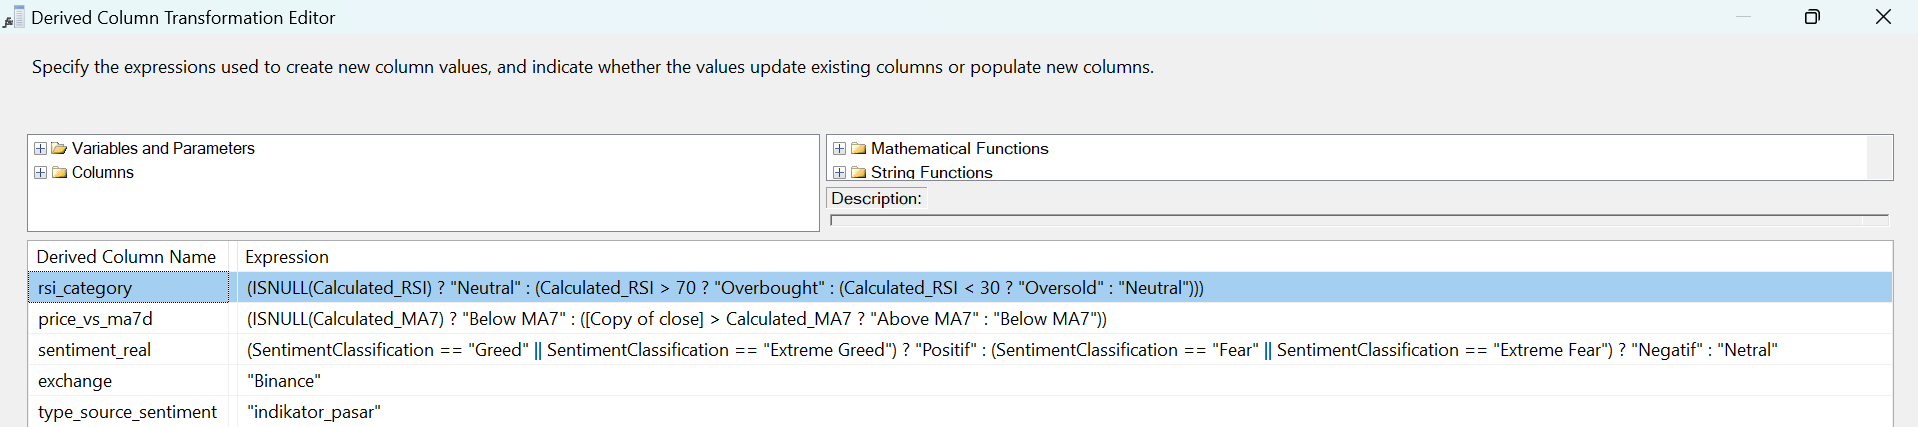 Derived Column Transformation Editor
Specify the expressions used to create new column values, and indicate whether the values update existing columns or populate new columns.
Variables and Parameters
Columns
Mathematical Functions
String Functions
Description:
Derived Column Name Expression
rsi_category (ISNULL(Calculated_RSI) ? "Neutral" : (Calculated_RSI > 70 ? "Overbought" : (Calculated_RSI < 30 ? "Oversold" : "Neutral")))
price_vs_ma7d (ISNULL(Calculated_MA7) ? "Below MA7" : ([Copy of close] > Calculated_MA7 ? "Above MA7" : "Below MA7"))
sentiment_real (SentimentClassification == "Greed" || SentimentClassification == "Extreme Greed") ? "Positif" : (SentimentClassification == "Fear" || SentimentClassification == "Extreme Fear") ? "Negatif" : "Netral"
exchange "Binance"
type_source_sentiment "indikator_pasar"